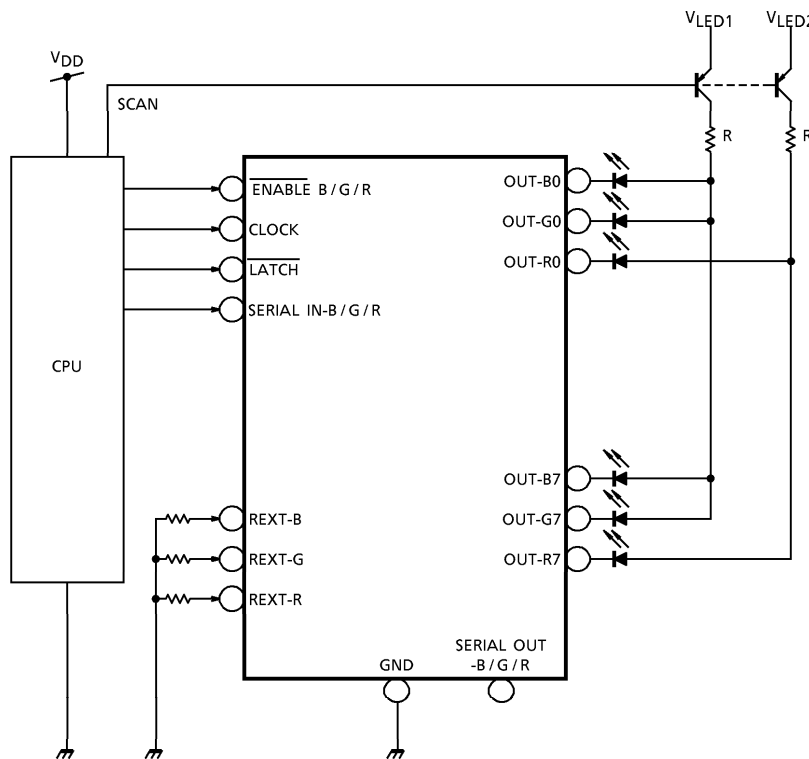 VLED1
VLED2
VDD
SCAN
ENABLE B/G/R
OUT-B0
CLOCK
OUT-G0
LATCH
OUT-R0
SERIAL IN-B/G/R
R
R
CPU
OUT-B7
REXT-B
OUT-G7
REXT-G
OUT-R7
REXT-R
GND
SERIAL OUT
-B/G/R